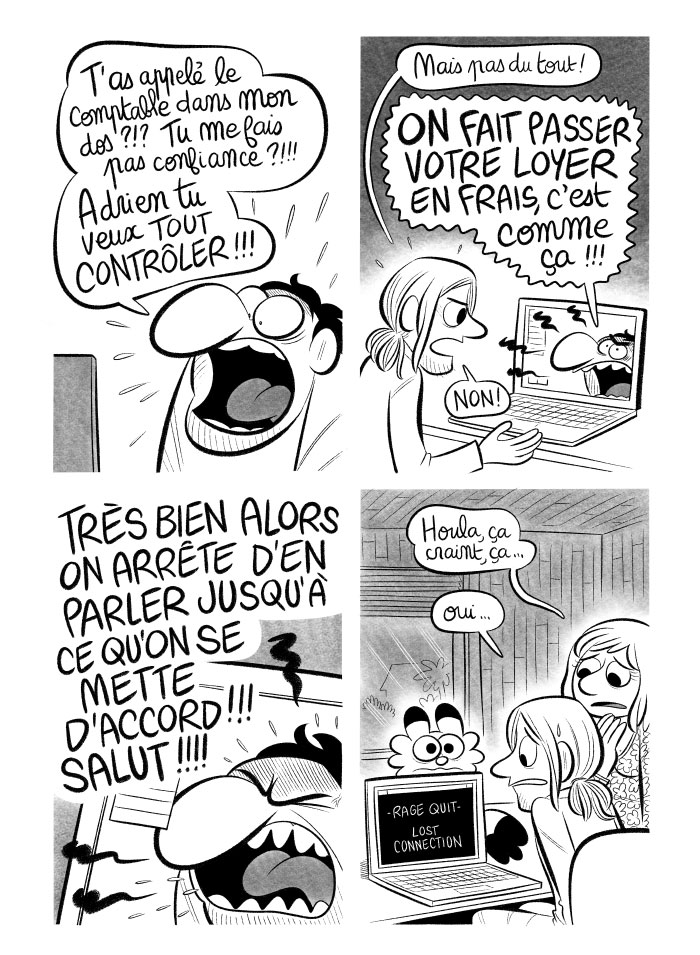 T'as appelé le
comptable dans mon
dos ?!? Tu me fais
pas confiance ?!!!
Adrien tu
veux TOUT
CONTRÔLER !!!
Mais pas du tout !
ON FAIT PASSER
VOTRE LOYER
EN FRAIS, c'est
comme
ça !!!
NON !
TRÈS BIEN ALORS
ON ARRÊTE D'EN
PARLER JUSQU'À
CE QU'ON SE
METTE
D'ACCORD !!!
SALUT !!!!
Houla, ça
craint, ça...
oui...
-RAGE QUIT-
LOST
CONNECTION